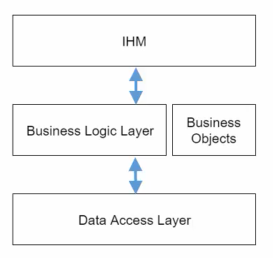 IHM
Business Logic Layer
Business
Objects
Data Access Layer